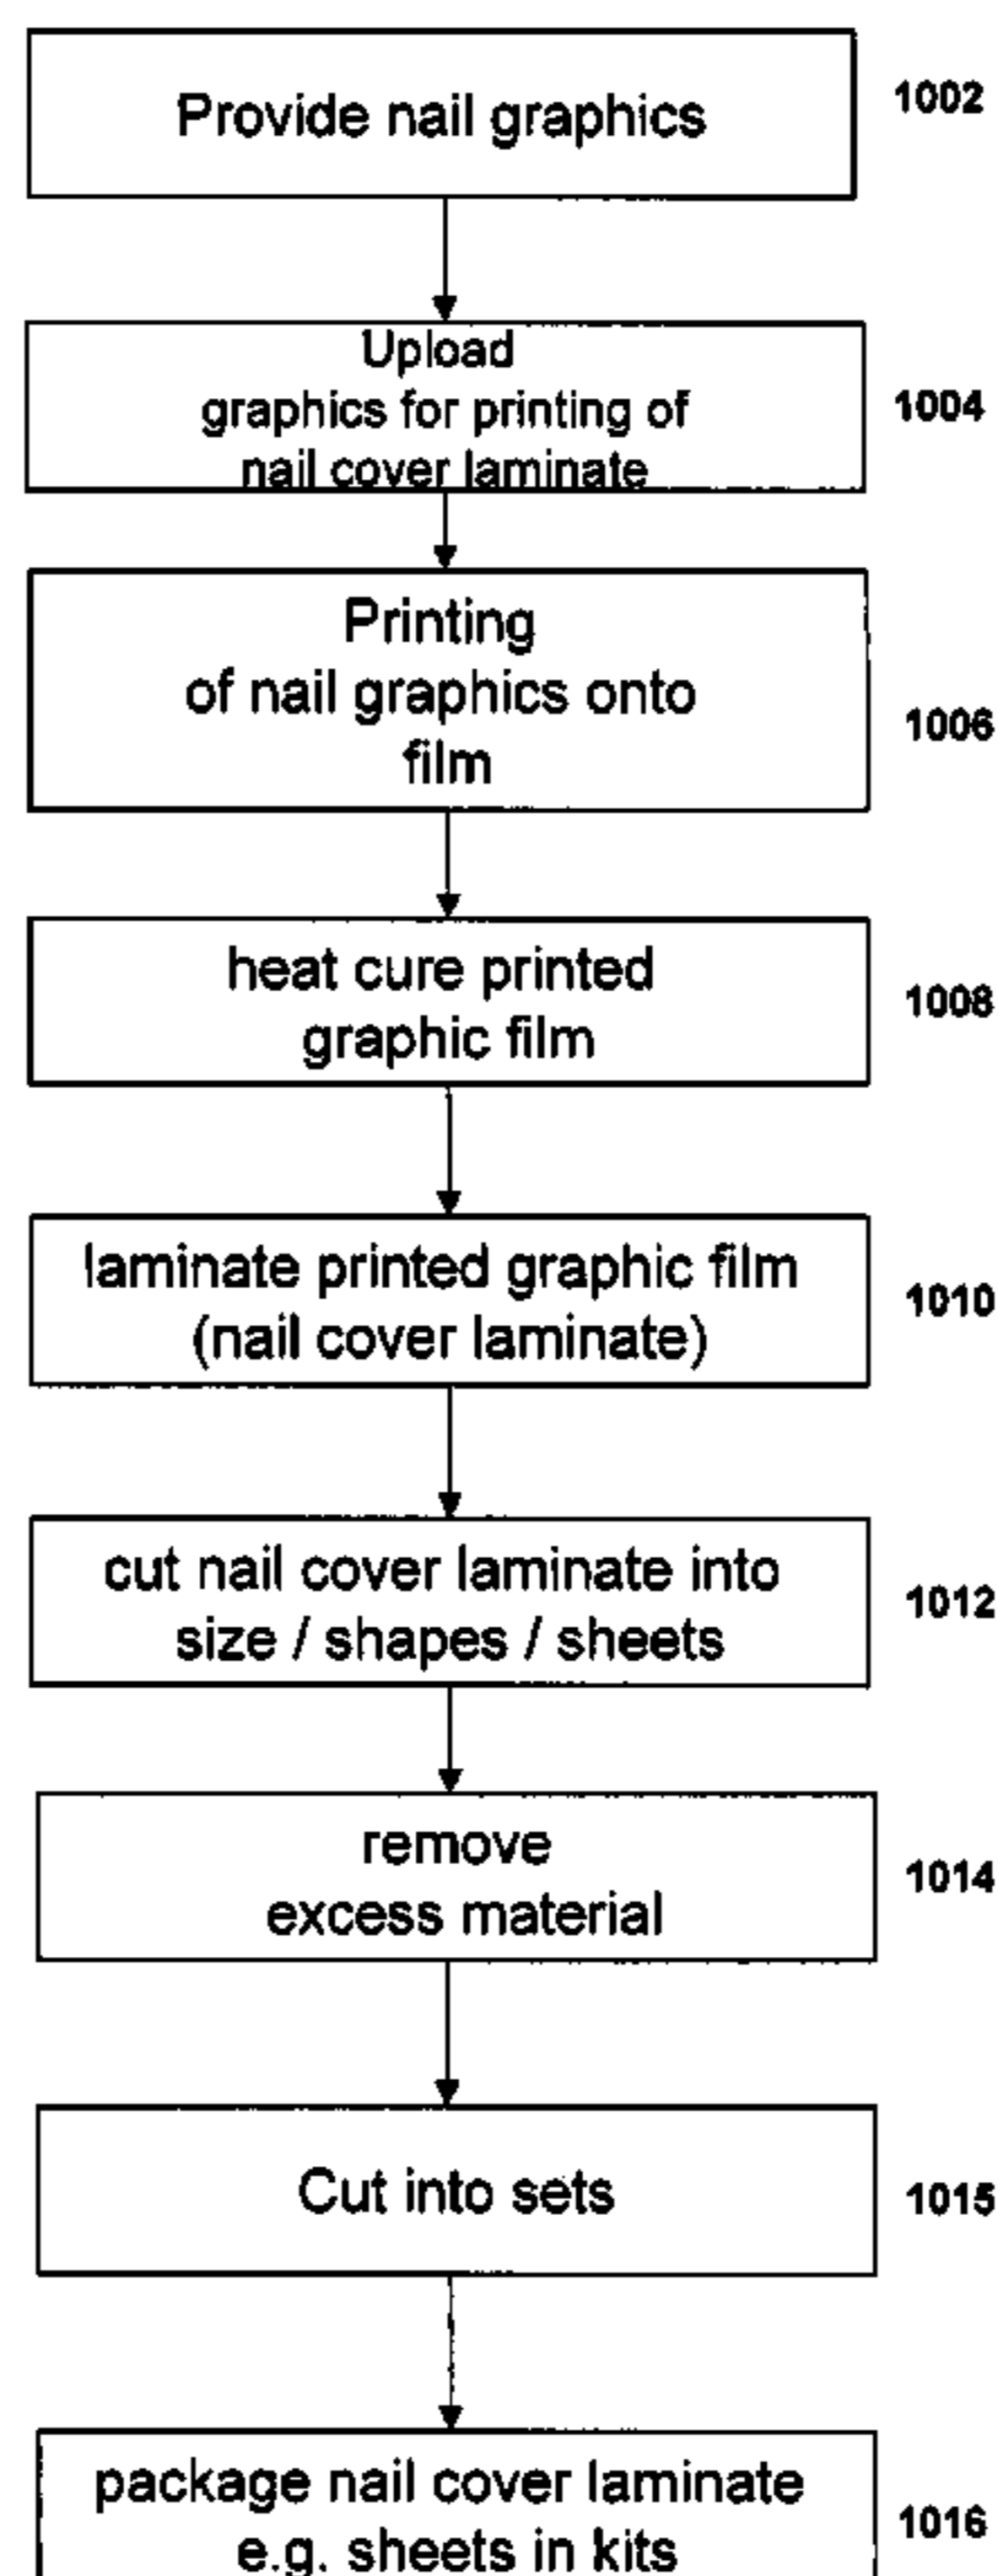 Provide nail graphics
1002
Upload
graphics for printing of
nail cover laminate
1004
Printing
of nail graphics onto
film
1006
heat cure printed
graphic film
1008
laminate printed graphic film
(nail cover laminate)
1010
cut nail cover laminate into
size / shapes / sheets
1012
remove
excess material
1014
Cut into sets
1015
package nail cover laminate
e.g. sheets in kits
1016